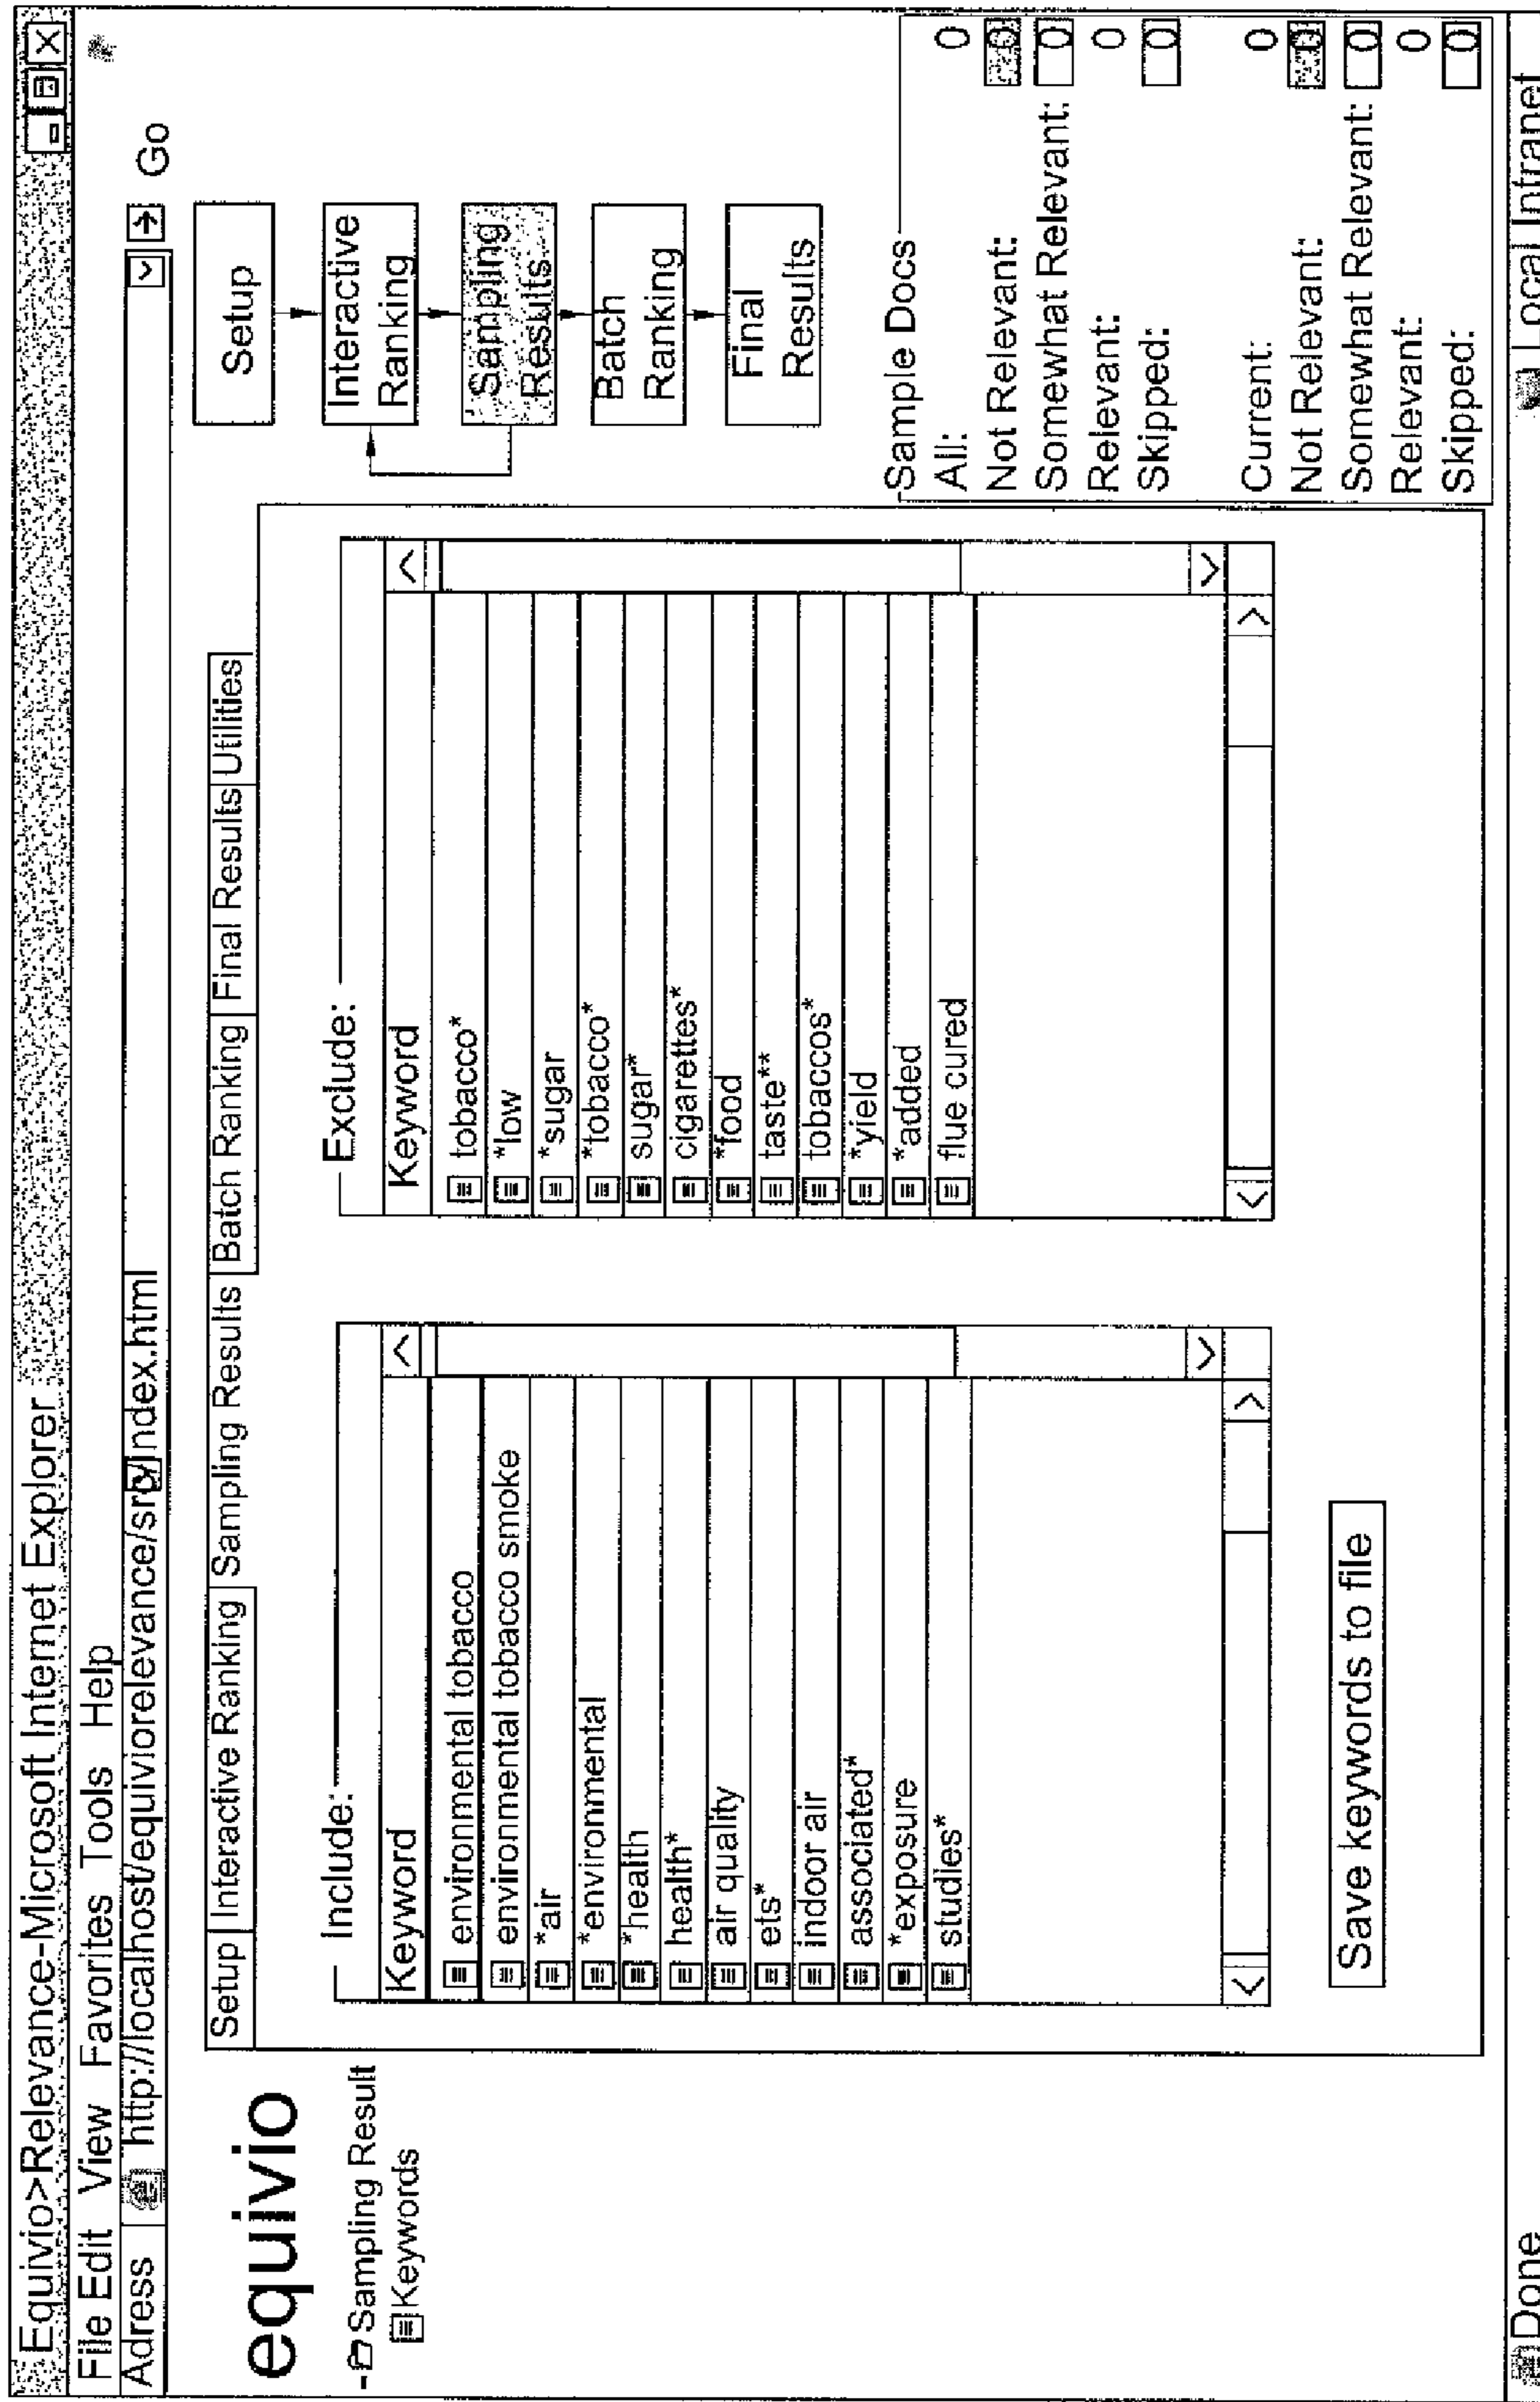 Equivio>Relevance-Microsoft Internet Explorer
File Edit View Favorites Tools Help
Adress http://localhost/equiviorelevance/src/Index.html Go
equivio
-Sampling Result
Keywords
Setup Interactive Ranking Sampling Results Batch Ranking Final Results Utilities
Include:
Keyword
environmental tobacco
environmental tobacco smoke
*air
*environmental
*health
health*
air quality
ets*
indoor air
associated*
*exposure
studies*
Exclude:
Keyword
tobacco*
*low
*sugar
*tobacco*
sugar*
cigarettes*
*food
taste**
tobaccos*
*yield
*added
flue cured
Save keywords to file
Setup
Interactive
Ranking
Sampling
Results
Batch
Ranking
Final
Results
Sample Docs
All: 0
Not Relevant: 0
Somewhat Relevant: 0
Relevant: 0
Skipped: 0
Current: 0
Not Relevant: 0
Somewhat Relevant: 0
Relevant: 0
Skipped: 0
Done
Local Intranet